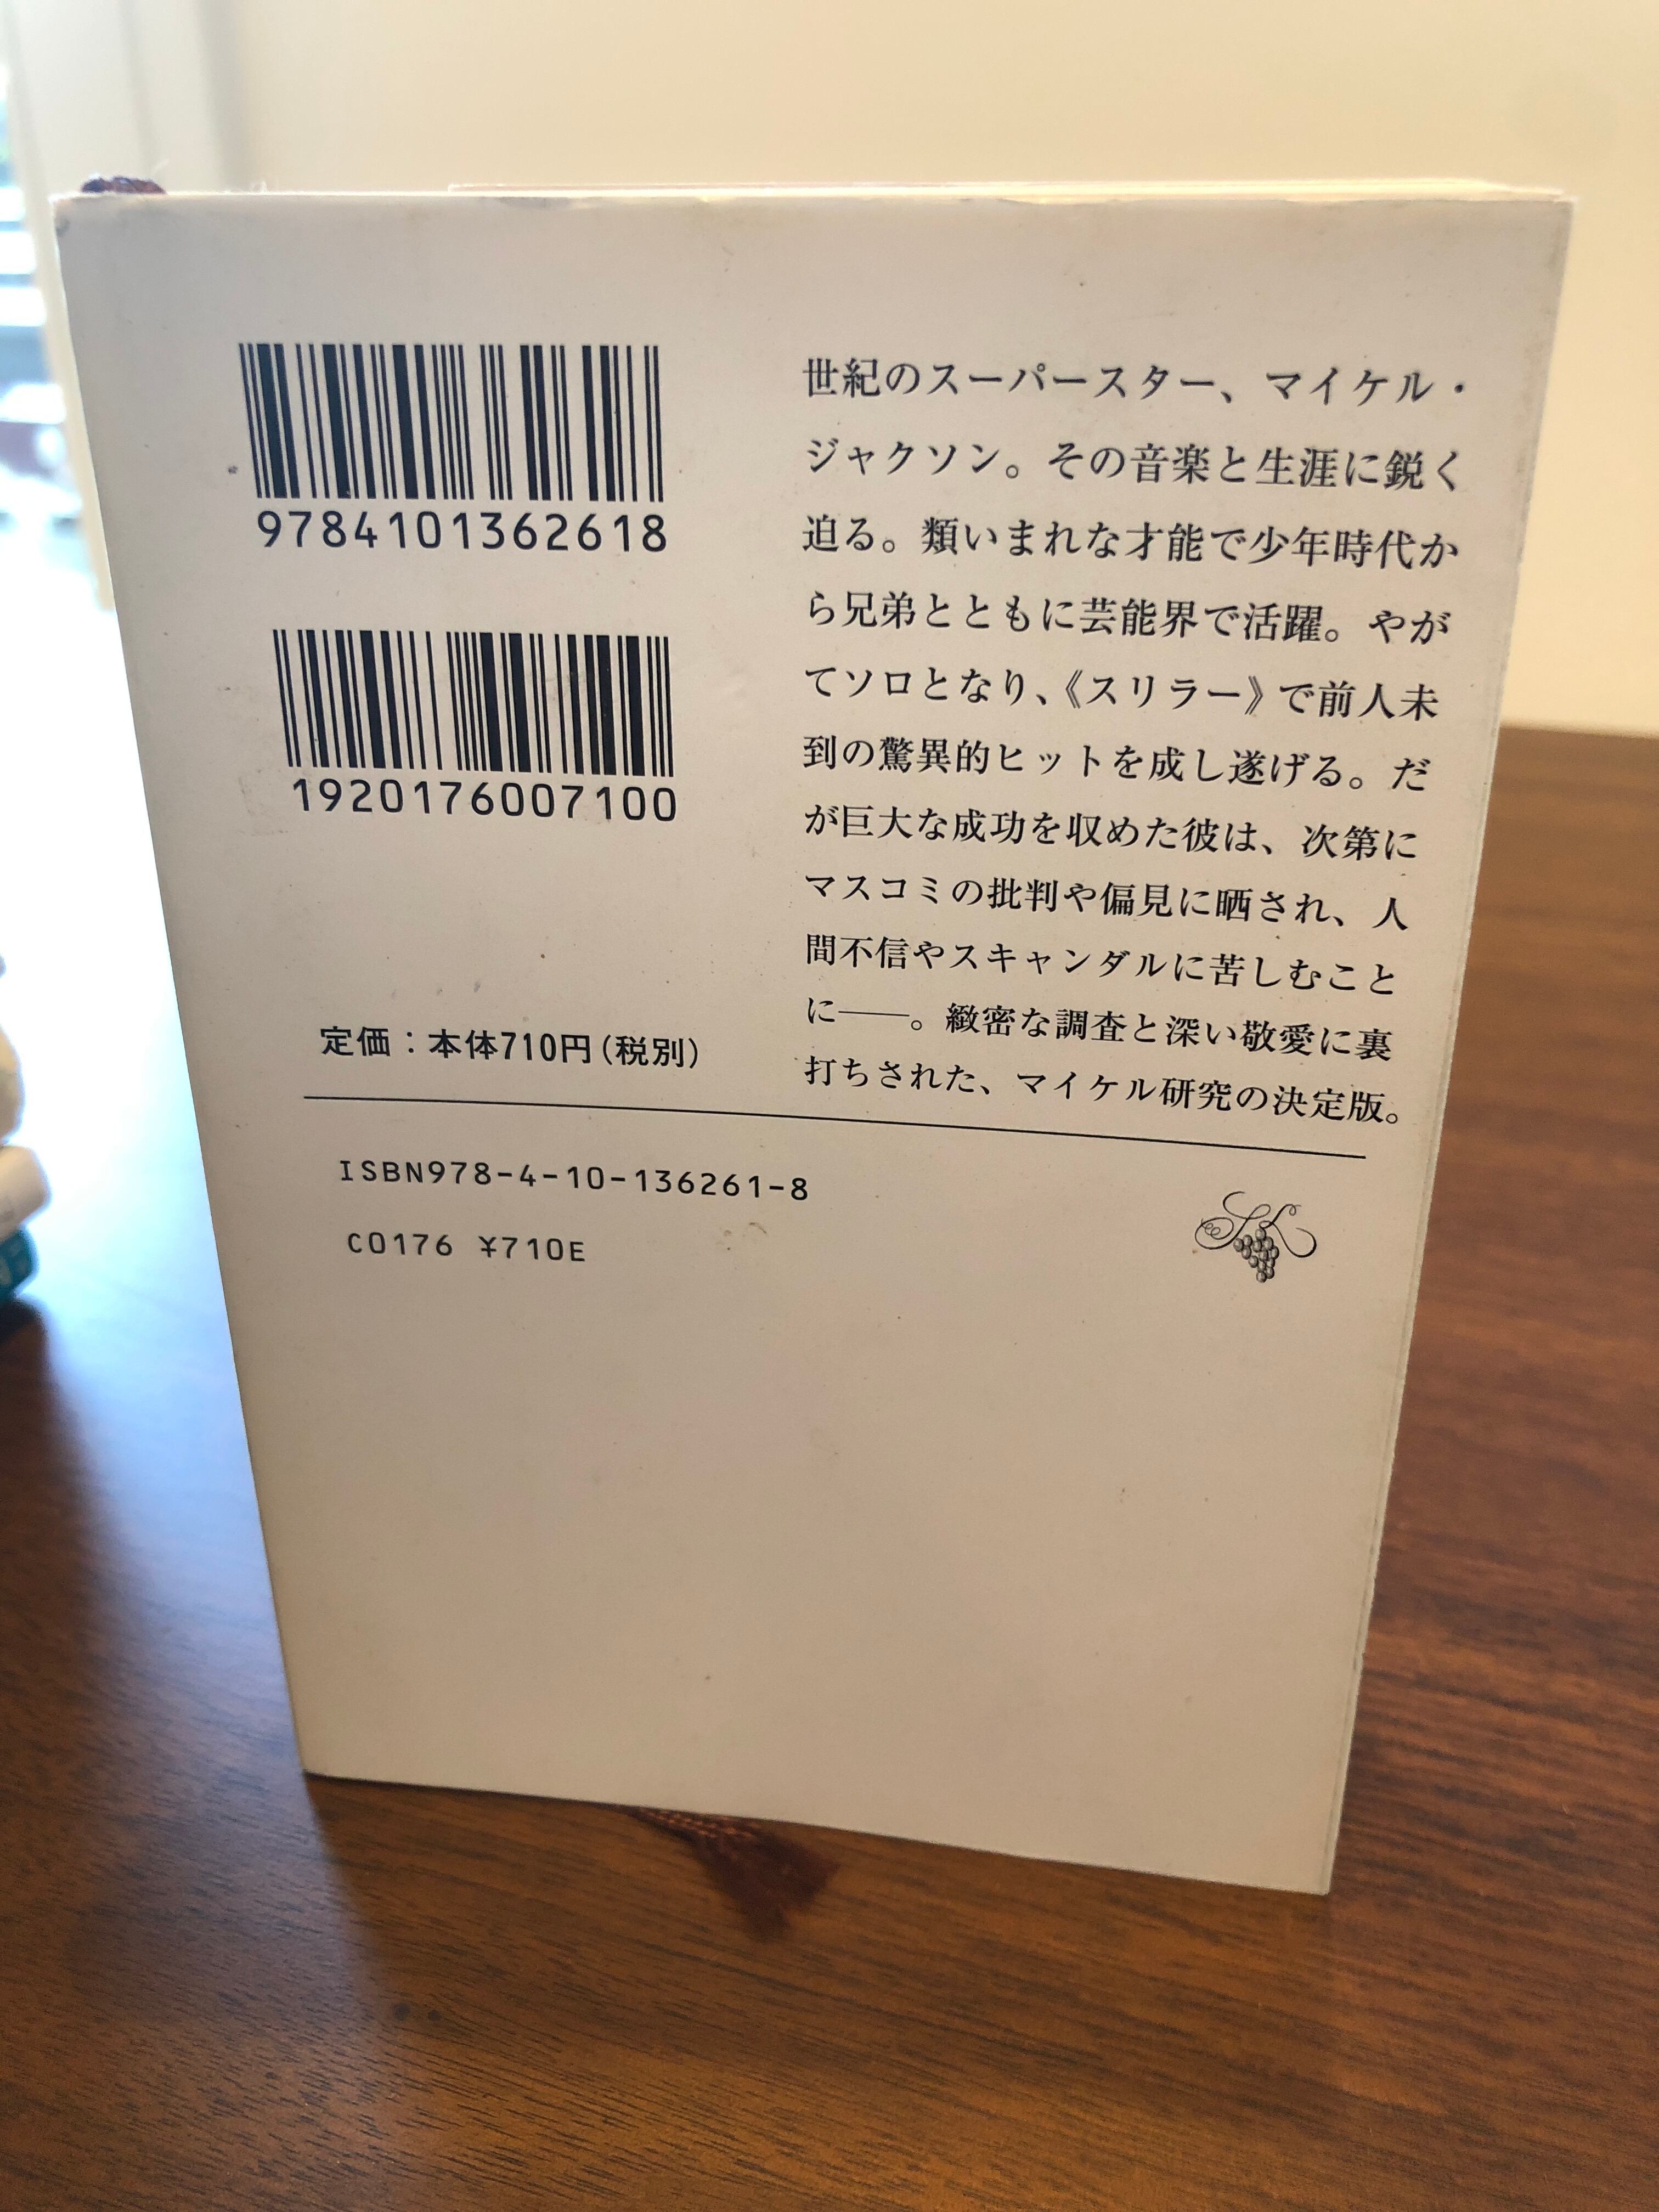 9784101362618
1920176007100
定価：本体710円(税別)
世紀のスーパースター、マイケル・
ジャクソン。その音楽と生涯に鋭く
迫る。類いまれな才能で少年時代か
ら兄弟とともに芸能界で活躍。やが
てソロとなり、《スリラー》で前人未
到の驚異的ヒットを成し遂げる。だ
が巨大な成功を収めた彼は、次第に
マスコミの批判や偏見に晒され、人
間不信やスキャンダルに苦しむこと
に――。緻密な調査と深い敬愛に裏
打ちされた、マイケル研究の決定版。
ISBN978-4-10-136261-8
C0176 ¥710E